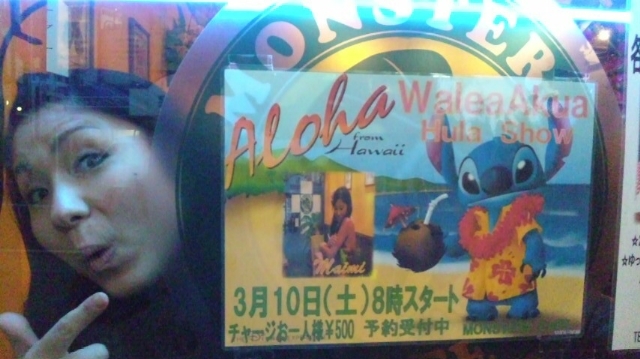 MONSTER
Aloha
from
Hawaii
Walea Akua
Hula Show
Maimi
3月10日(土)8時スタート
チャージお一人様¥500 予約受付中
MONSTER